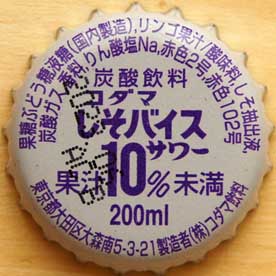 果糖ぶどう糖液糖(国内製造),リンゴ果汁/酸味料,しそ抽出液,
炭酸ガス,香料,りん酸塩Na,赤色2号,赤色102号
炭酸飲料
コダマ
しそバイス
サワー
果汁10%未満
200ml
東京都大田区大森南5-3-21製造者(株)コダマ飲料